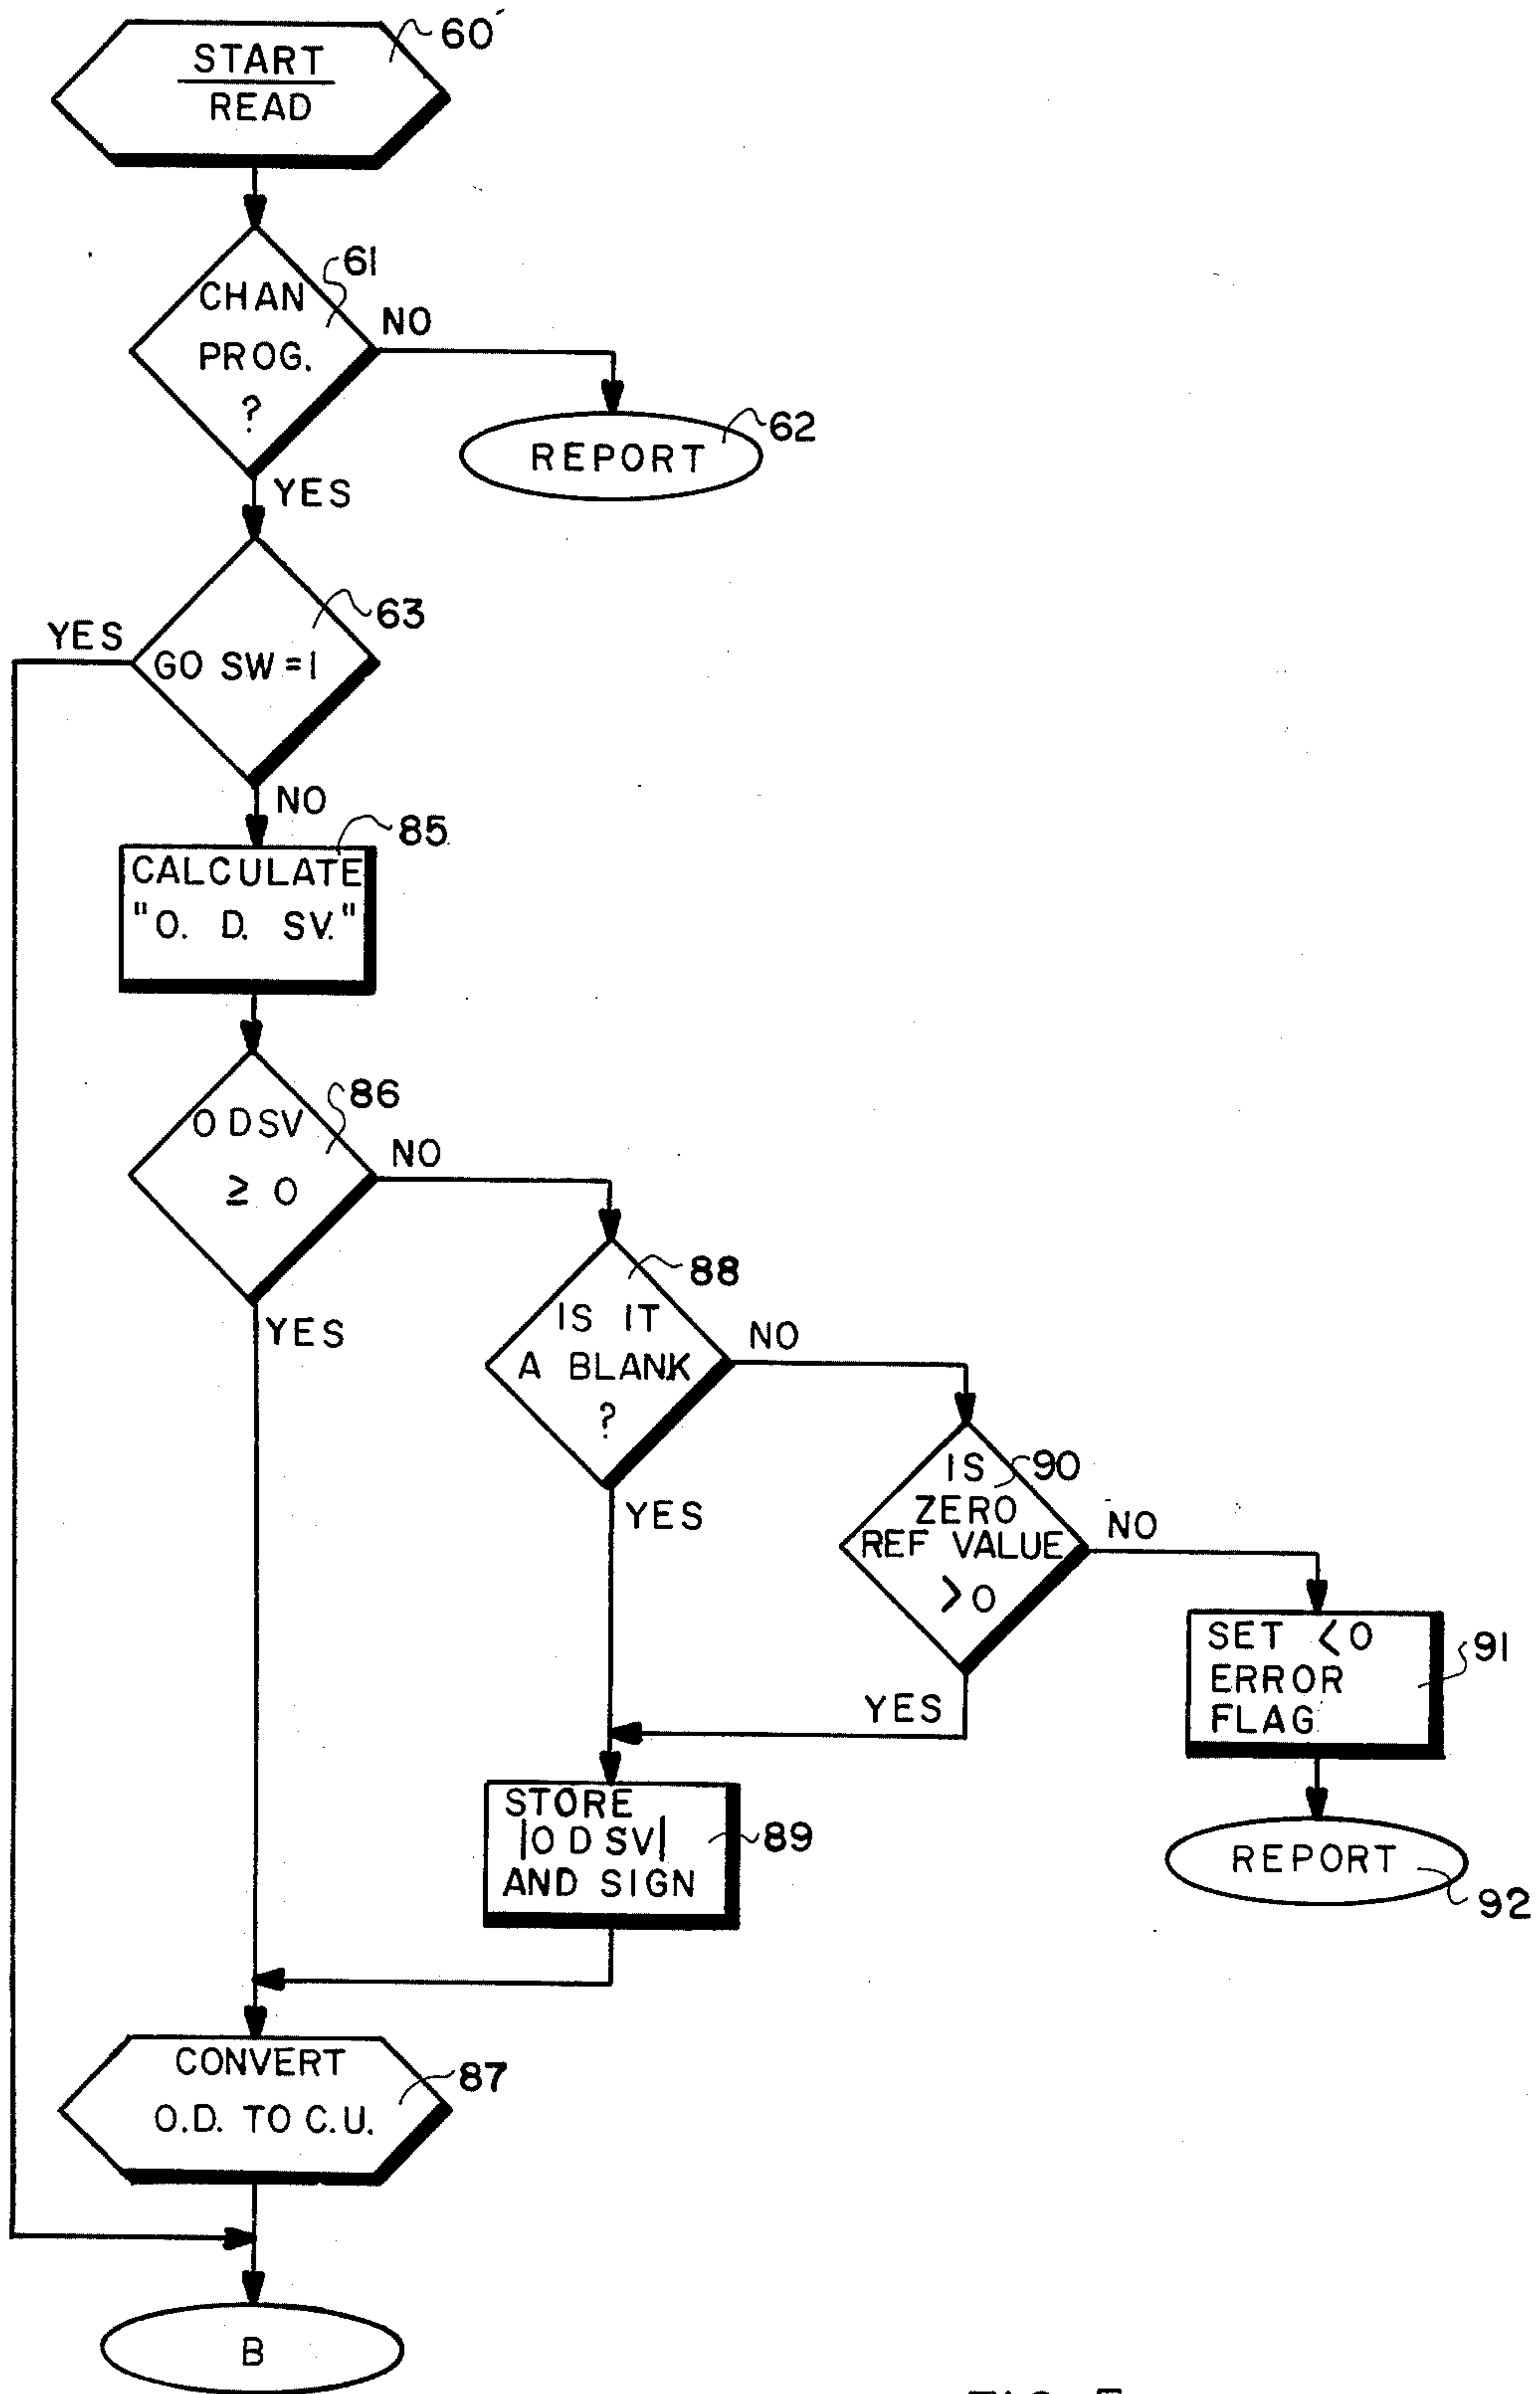 START
READ
60
CHAN
PROG.
?
61
NO
YES
REPORT
62
YES
GO SW = 1
63
NO
CALCULATE
"O. D. SV."
85
O DSV
≥ 0
86
NO
YES
IS IT
A BLANK
?
88
NO
YES
IS
ZERO
REF VALUE
>0
90
NO
YES
SET <0
ERROR
FLAG
91
STORE
|O D SV|
AND SIGN
89
REPORT
92
CONVERT
O.D. TO C.U.
87
B